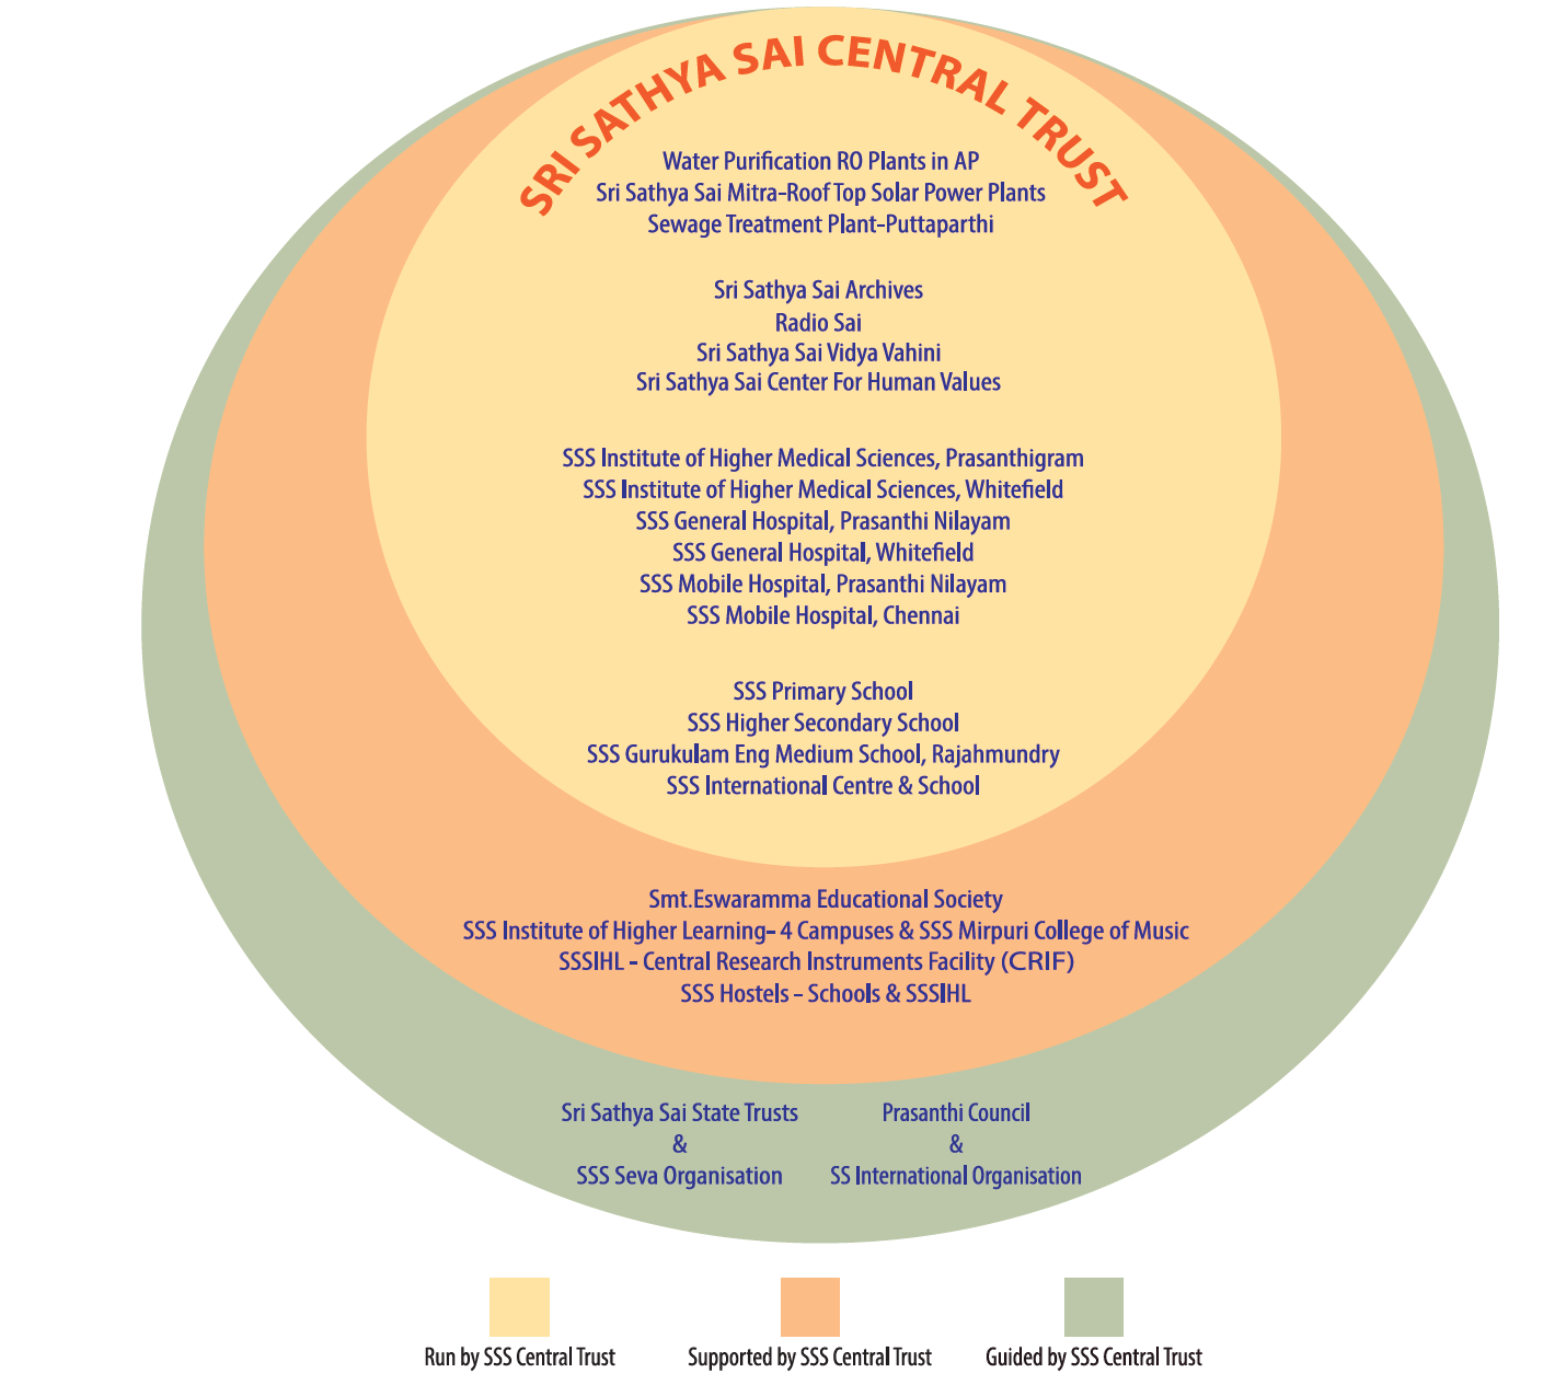 SRI SATHYA SAI CENTRAL TRUST
Water Purification RO Plants in AP
Sri Sathya Sai Mitra-Roof Top Solar Power Plants
Sewage Treatment Plant-Puttaparthi
Sri Sathya Sai Archives
Radio Sai
Sri Sathya Sai Vidya Vahini
Sri Sathya Sai Center For Human Values
SSS Institute of Higher Medical Sciences, Prasanthigram
SSS Institute of Higher Medical Sciences, Whitefield
SSS General Hospital, Prasanthi Nilayam
SSS General Hospital, Whitefield
SSS Mobile Hospital, Prasanthi Nilayam
SSS Mobile Hospital, Chennai
SSS Primary School
SSS Higher Secondary School
SSS Gurukulam Eng Medium School, Rajahmundry
SSS International Centre & School
Smt.Eswaramma Educational Society
SSS Institute of Higher Learning- 4 Campuses & SSS Mirpuri College of Music
SSSIHL - Central Research Instruments Facility (CRIF)
SSS Hostels - Schools & SSSIHL
Sri Sathya Sai State Trusts
&
SSS Seva Organisation
Prasanthi Council
&
SS International Organisation
Run by SSS Central Trust
Supported by SSS Central Trust
Guided by SSS Central Trust